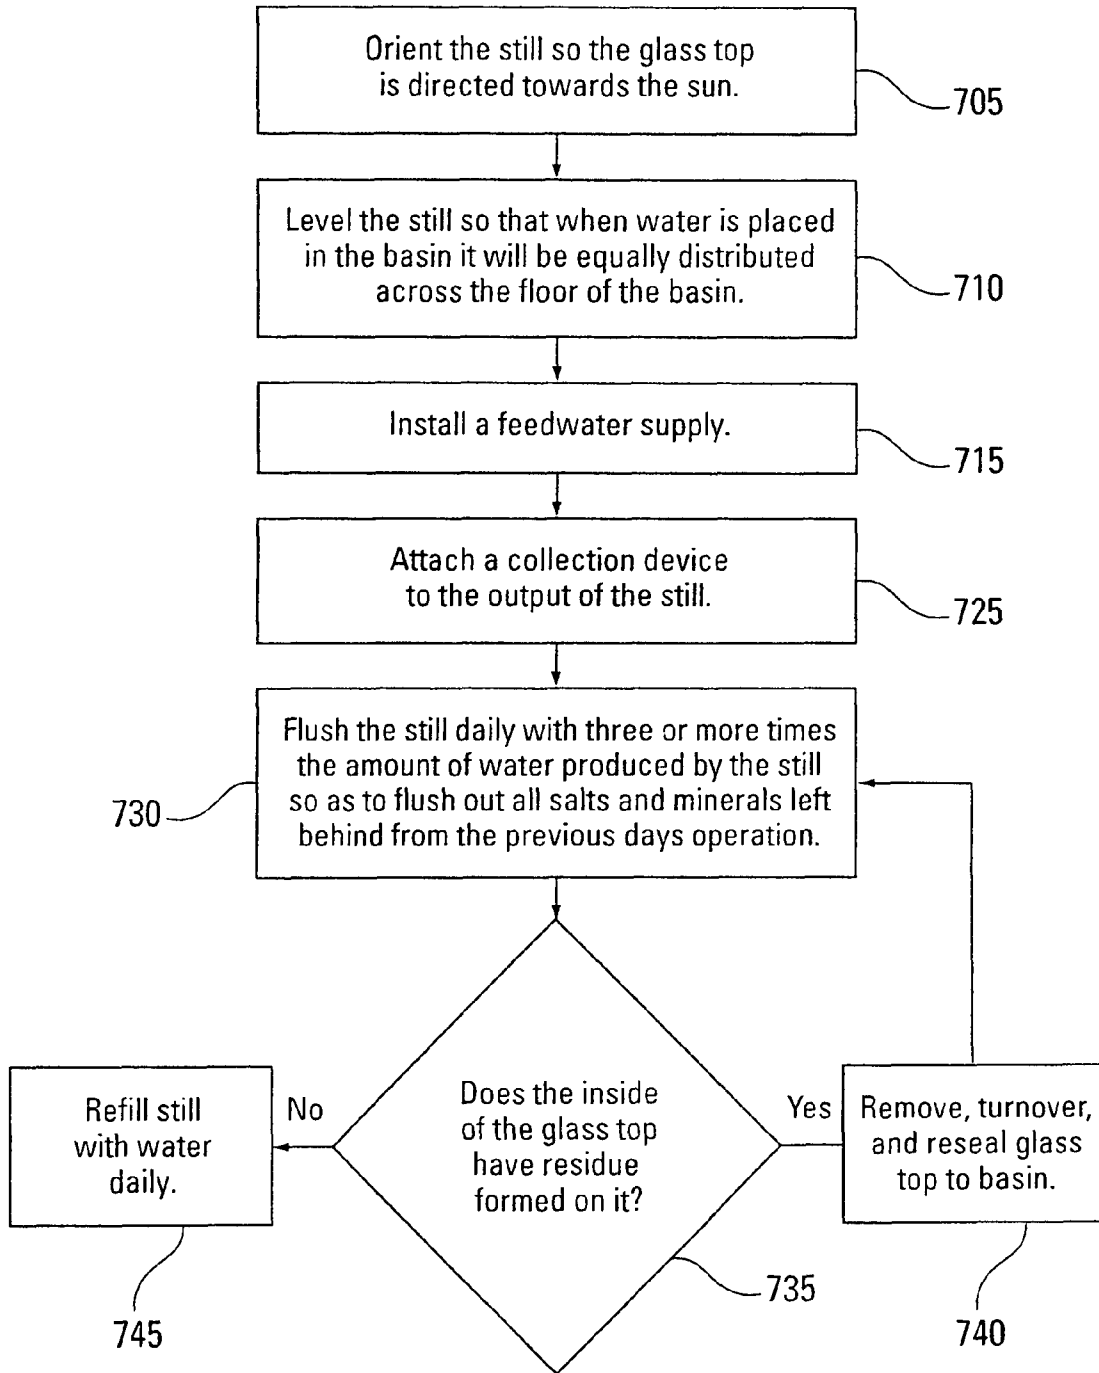 Orient the still so the glass top
is directed towards the sun.
705
Level the still so that when water is placed
in the basin it will be equally distributed
across the floor of the basin.
710
Install a feedwater supply.
715
Attach a collection device
to the output of the still.
725
Flush the still daily with three or more times
the amount of water produced by the still
so as to flush out all salts and minerals left
behind from the previous days operation.
730
Does the inside
of the glass top
have residue
formed on it?
735
No
Refill still
with water
daily.
745
Yes
Remove, turnover,
and reseal glass
top to basin.
740